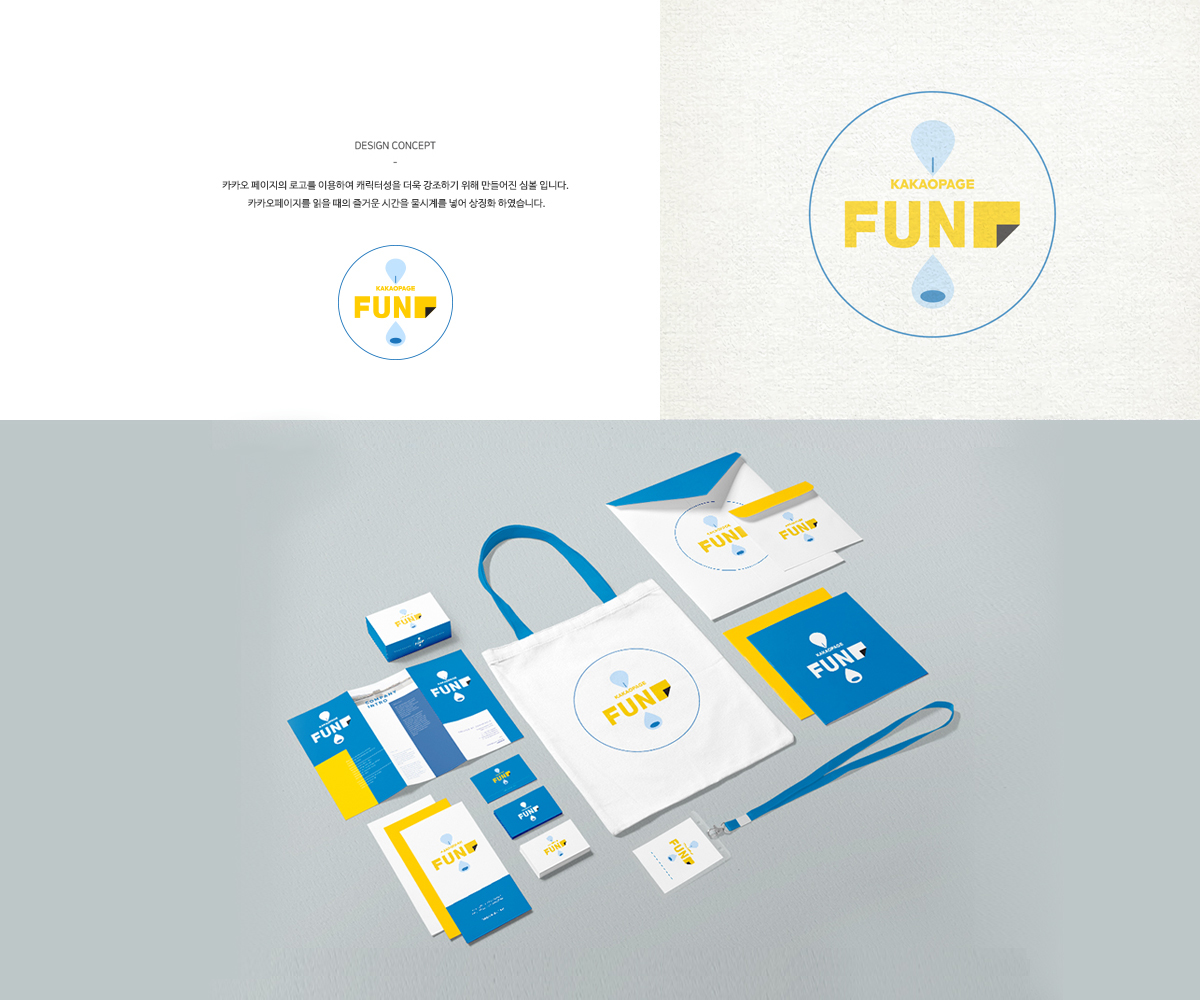 DESIGN CONCEPT
-
카카오 페이지의 로고를 이용하여 캐릭터성을 더욱 강조하기 위해 만들어진 심볼 입니다.
카카오페이지를 읽을 때의 즐거운 시간을 물시계를 넣어 상징화 하였습니다.
KAKAOPAGE
FUN
KAKAOPAGE
FUN
KAKAOPAGE
FUN
FUN
FUN
KAKAOPAGE
FUN
KAKAOPAGE
FUN
COMPANY
INTRO
FUN
FUN
FUN
FUN
FUN
FUN
FUN